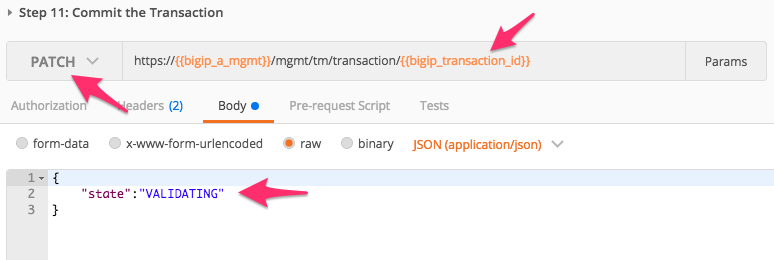 Step 11: Commit the Transaction
PATCH https://{{bigip_a_mgmt}}/mgmt/tm/transaction/{{bigip_transaction_id}} Params
Authorization Headers (2) Body Pre-request Script Tests
form-data x-www-form-urlencoded raw binary JSON (application/json)
1 {
2 "state":"VALIDATING"
3 }